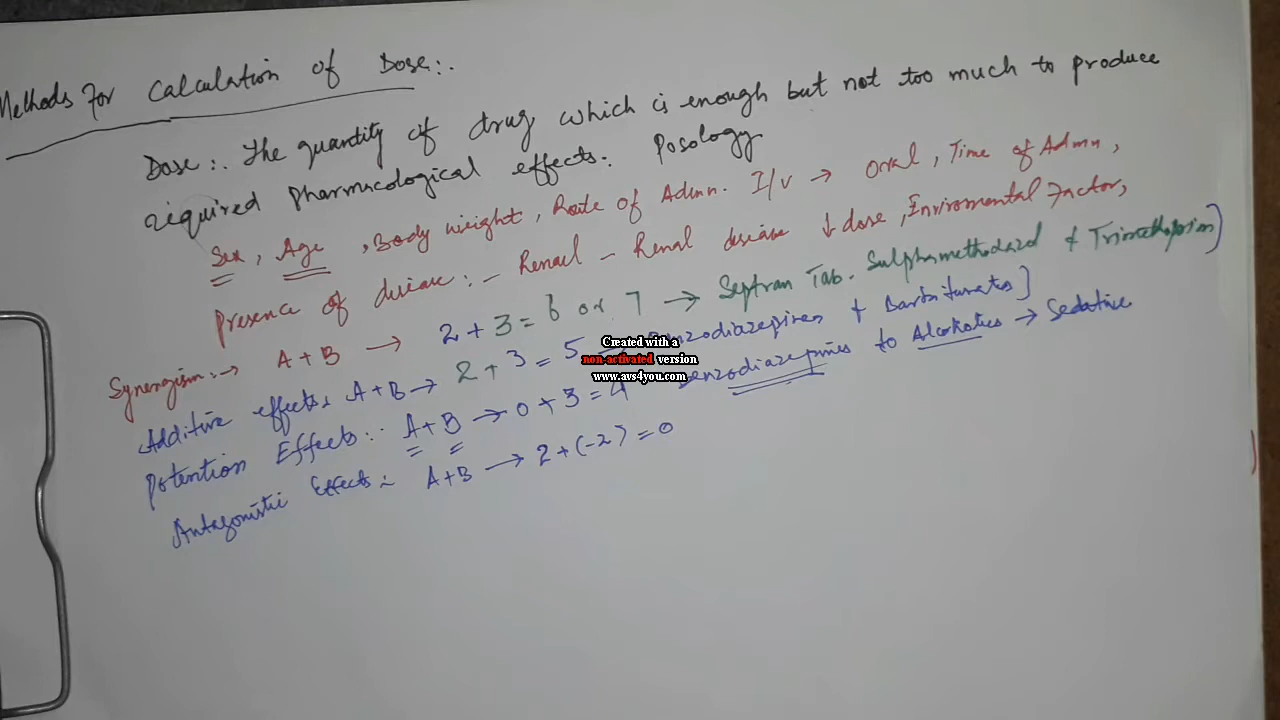 Methods For Calculation of Dose:.
Dose:. The quantity of drug which is enough but not too much to produce
required pharmacological effects. Posology
Sex, Age, Body weight, Route of Admn. I/v → Oral, Time of Admn,
Presence of disease:- Renal - Renal disease ↓ dose, Enviromental Factor,
Synergism:→ A+B → 2+3=6 or 7 → Septran Tab. Sulphamethodazol & Trimethoprim)
Additive effects: A+B → 2+3=5 Benzodiazepines & Barbiturates]
Potention Effects:. A+B → 0+3=4 Benzodiazepines to Alcoholics → Sedative
Antagonistic Effects:. A+B → 2+(-2)=0
Created with a
non-activated version
www.avs4you.com